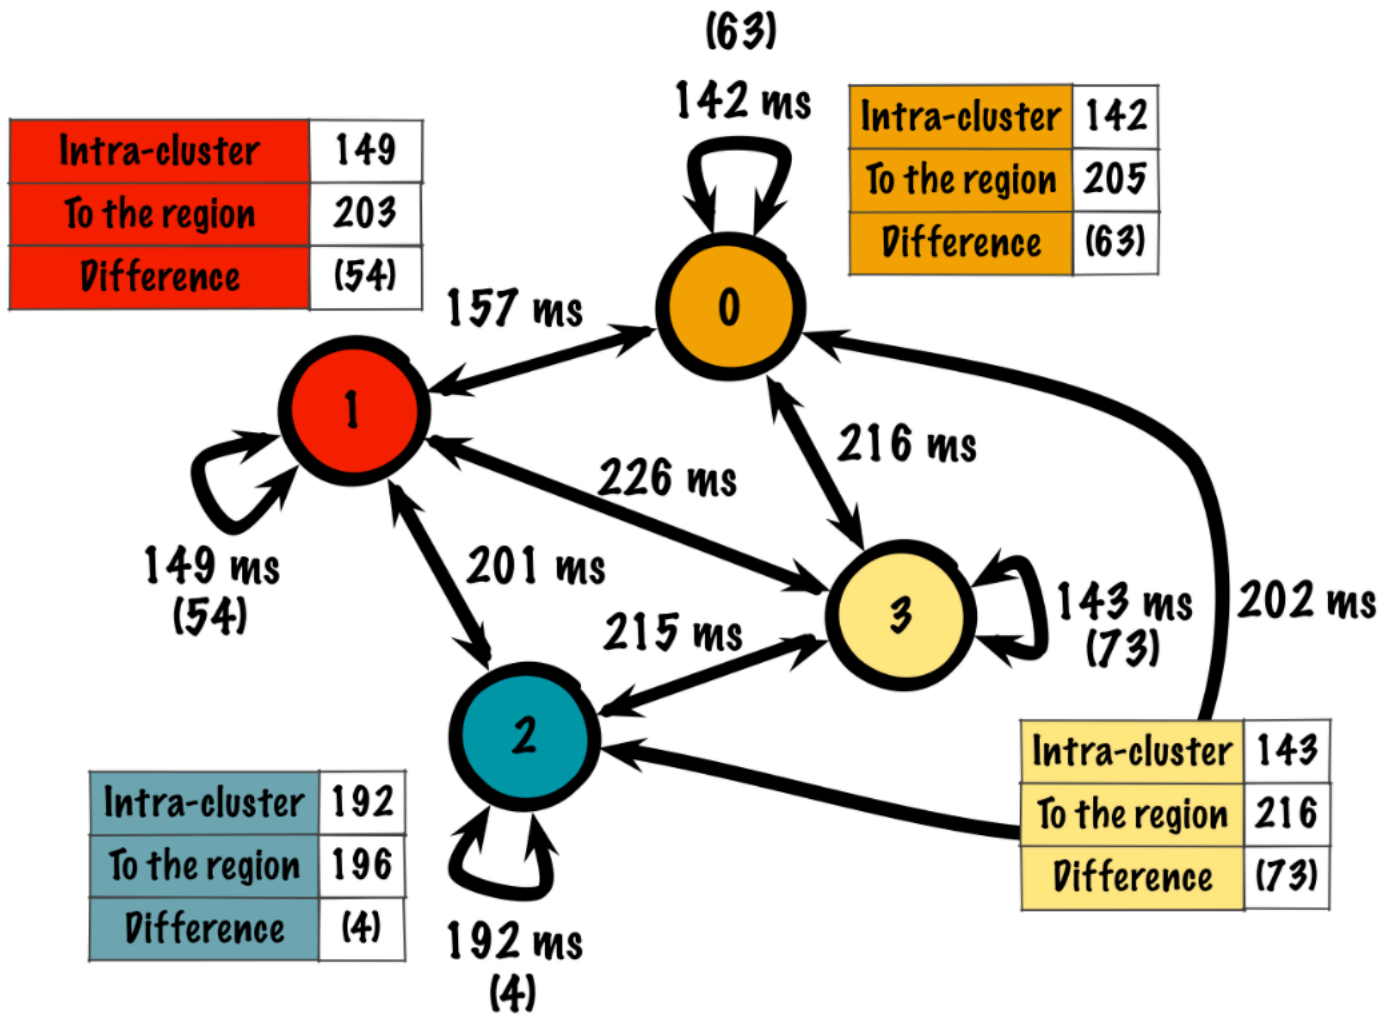 (63)
142 ms
Intra-cluster 142
To the region 205
Difference (63)
Intra-cluster 149
To the region 203
Difference (54)
0
157 ms
1
216 ms
226 ms
149 ms
(54)
201 ms
3
143 ms
(73)
202 ms
215 ms
2
Intra-cluster 143
To the region 216
Difference (73)
Intra-cluster 192
To the region 196
Difference (4)
192 ms
(4)